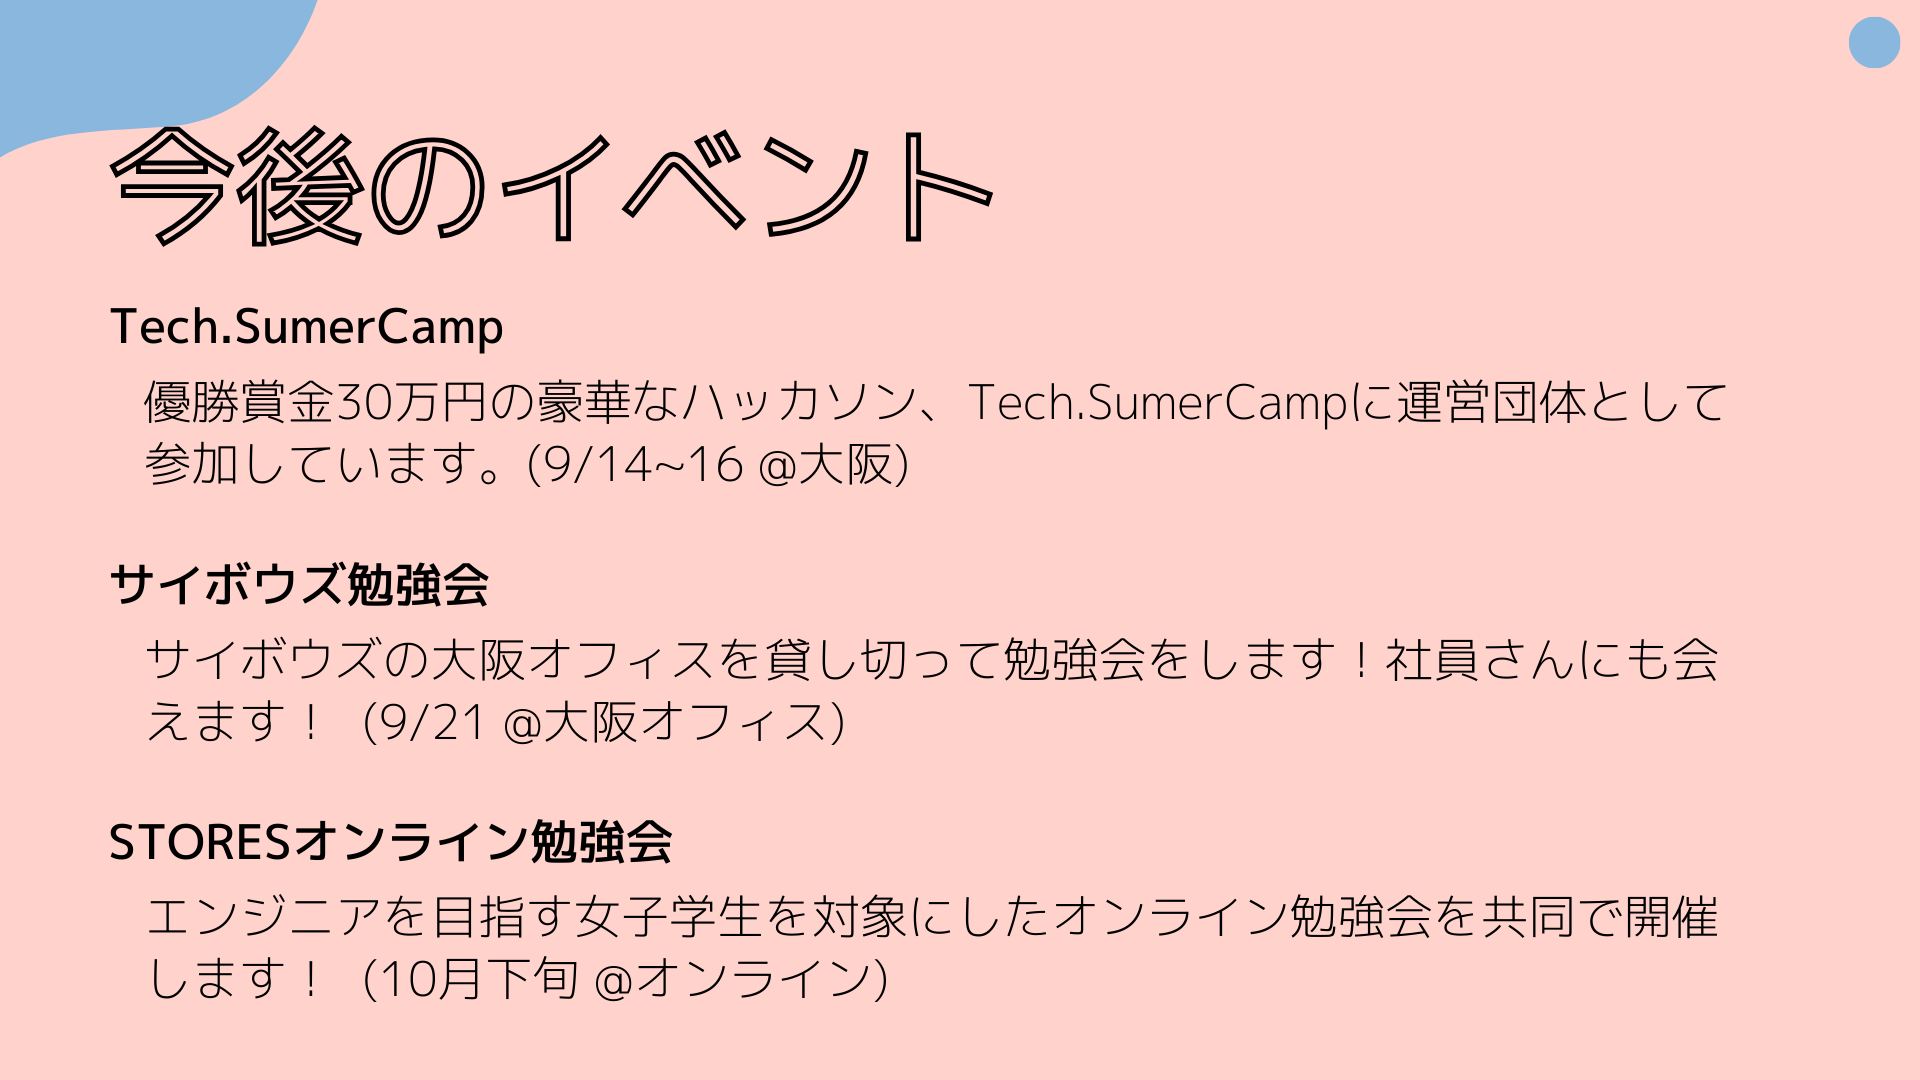 今後のイベント
Tech.SumerCamp
優勝賞金30万円の豪華なハッカソン、Tech.SumerCampに運営団体として
参加しています。(9/14~16 @大阪)
サイボウズ勉強会
サイボウズの大阪オフィスを貸し切って勉強会をします！社員さんにも会
えます！ (9/21 @大阪オフィス)
STORESオンライン勉強会
エンジニアを目指す女子学生を対象にしたオンライン勉強会を共同で開催
します！ (10月下旬 @オンライン)